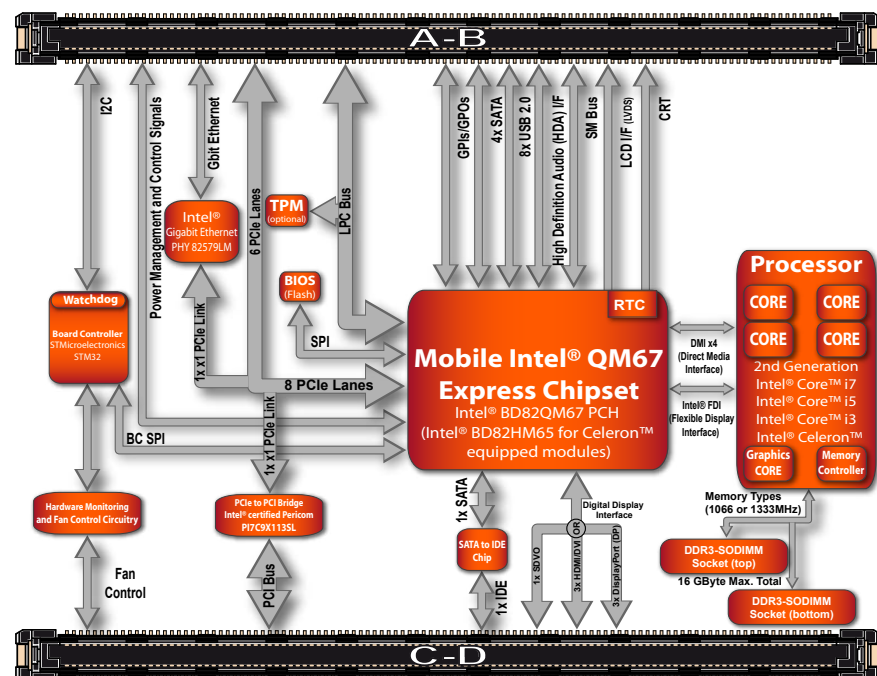 A-B
I2C
Power Management and Control Signals
Gbit Ethernet
6 PCIe Lanes
LPC Bus
GPIs/GPOs
4x SATA
8x USB 2.0
High Definition Audio (HDA) I/F
SM Bus
LCD I/F (LVDS)
CRT
Intel®
Gigabit Ethernet
PHY 82579LM
TPM
(optional)
BIOS
(Flash)
SPI
1x x1 PCIe Link
8 PCIe Lanes
1x x1 PCIe Link
Watchdog
Board Controller
STMicroelectronics
STM32
BC SPI
RTC
Mobile Intel® QM67
Express Chipset
Intel® BD82QM67 PCH
(Intel® BD82HM65 for Celeron™
equipped modules)
DMI x4
(Direct Media
Interface)
Intel® FDI
(Flexible Display
Interface)
Processor
CORE
CORE
CORE
CORE
2nd Generation
Intel® Core™ i7
Intel® Core™ i5
Intel® Core™ i3
Intel® Celeron™
Graphics
CORE
Memory
Controller
Hardware Monitoring
and Fan Control Circuitry
PCIe to PCI Bridge
Intel® certified Pericom
PI7C9X113SL
1x SATA
SATA to IDE
Chip
1x IDE
Digital Display
Interface
OR
1x SDVO
3x HDMI/DVI
3x DisplayPort (DP)
Memory Types
(1066 or 1333MHz)
DDR3-SODIMM
Socket (top)
16 GByte Max. Total
DDR3-SODIMM
Socket (bottom)
Fan
Control
PCI Bus
C-D